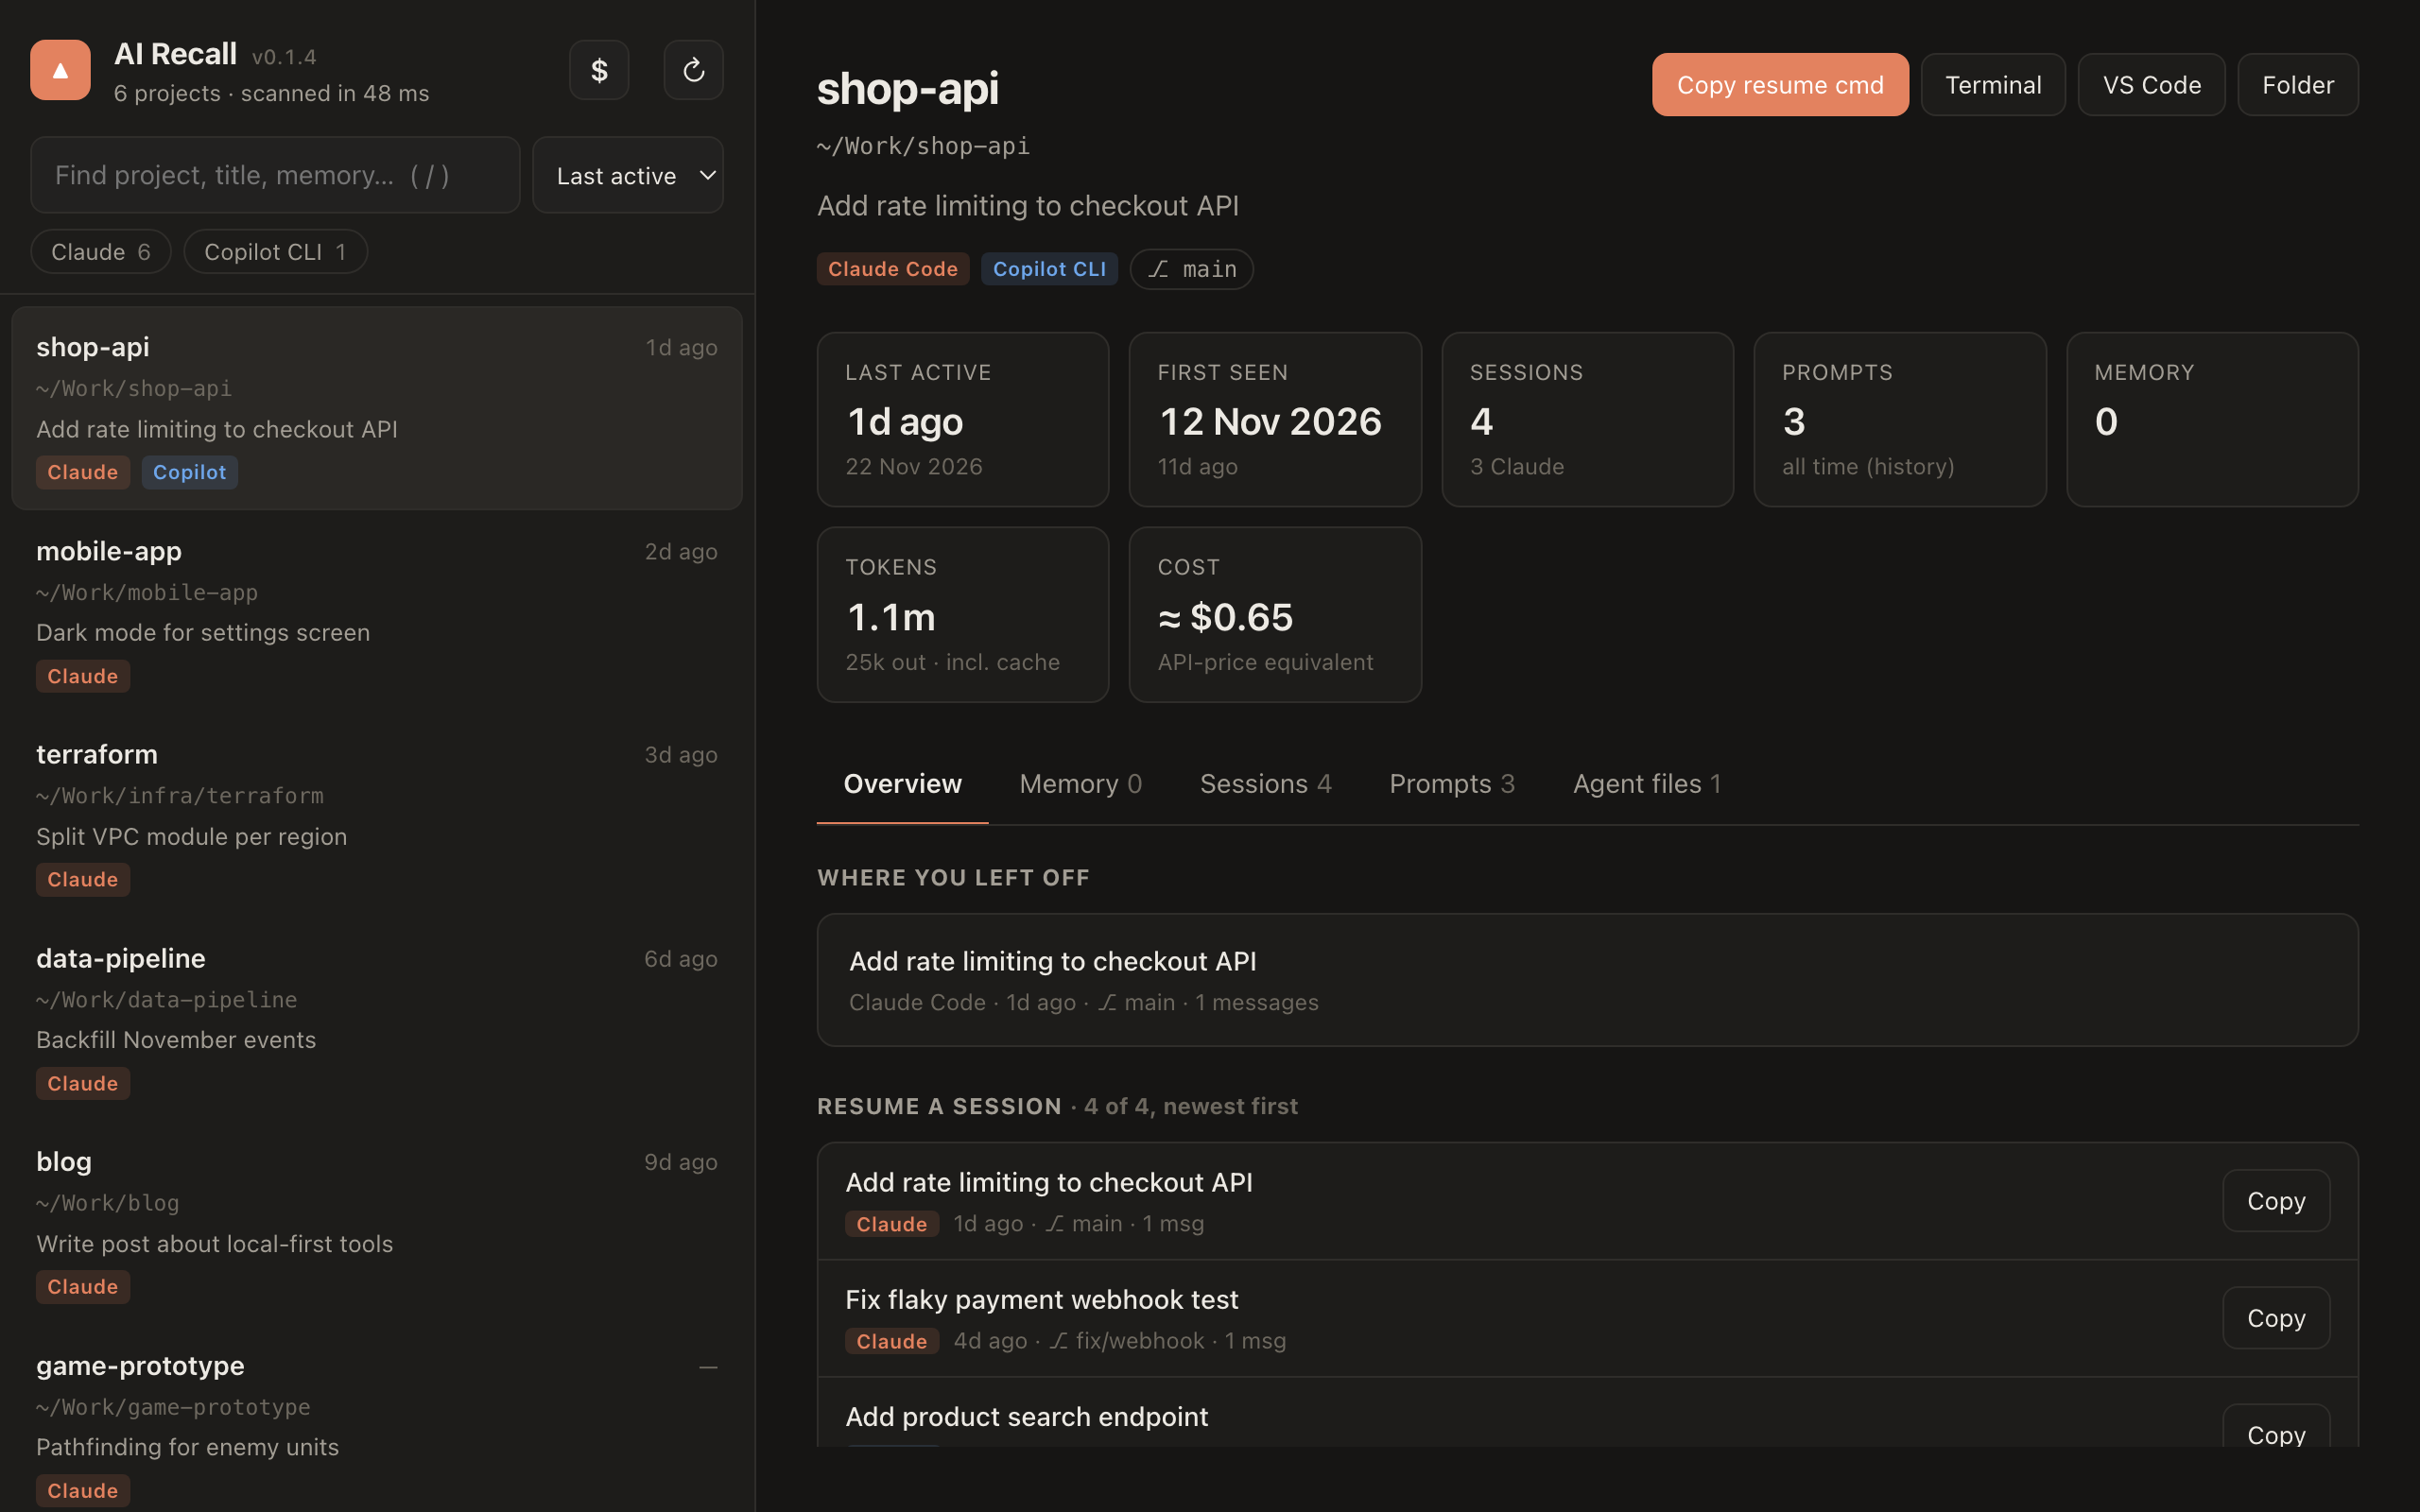 AI Recall v0.1.4
6 projects · scanned in 48 ms
$
Find project, title, memory... ( / )
Last active
Claude 6
Copilot CLI 1
shop-api 1d ago
~/Work/shop-api
Add rate limiting to checkout API
Claude Copilot
mobile-app 2d ago
~/Work/mobile-app
Dark mode for settings screen
Claude
terraform 3d ago
~/Work/infra/terraform
Split VPC module per region
Claude
data-pipeline 6d ago
~/Work/data-pipeline
Backfill November events
Claude
blog 9d ago
~/Work/blog
Write post about local-first tools
Claude
game-prototype —
~/Work/game-prototype
Pathfinding for enemy units
Claude
shop-api
Copy resume cmd Terminal VS Code Folder
~/Work/shop-api
Add rate limiting to checkout API
Claude Code Copilot CLI ⎇ main
LAST ACTIVE
1d ago
22 Nov 2026
FIRST SEEN
12 Nov 2026
11d ago
SESSIONS
4
3 Claude
PROMPTS
3
all time (history)
MEMORY
0
TOKENS
1.1m
25k out · incl. cache
COST
≈ $0.65
API-price equivalent
Overview Memory 0 Sessions 4 Prompts 3 Agent files 1
WHERE YOU LEFT OFF
Add rate limiting to checkout API
Claude Code · 1d ago · ⎇ main · 1 messages
RESUME A SESSION · 4 of 4, newest first
Add rate limiting to checkout API
Claude 1d ago · ⎇ main · 1 msg
Copy
Fix flaky payment webhook test
Claude 4d ago · ⎇ fix/webhook · 1 msg
Copy
Add product search endpoint
Copy